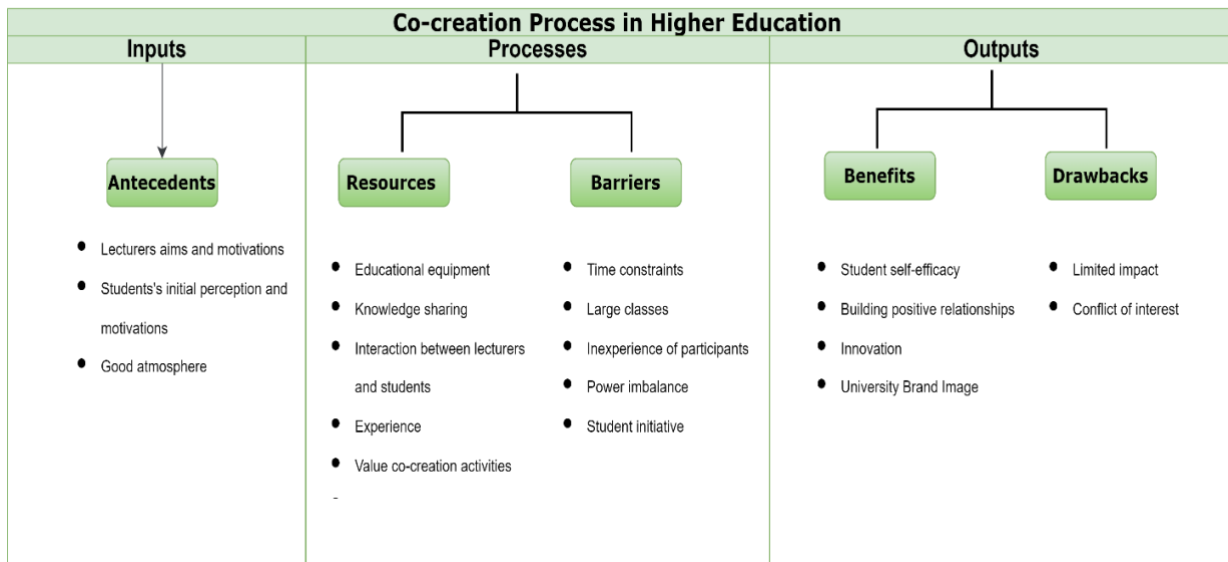 Co-creation Process in Higher Education
Inputs
Processes
Outputs
Antecedents
Lecturers aims and motivations
Students's initial perception and
motivations
Good atmosphere
Resources
Educational equipment
Knowledge sharing
Interaction between lecturers
and students
Experience
Value co-creation activities
Barriers
Time constraints
Large classes
Inexperience of participants
Power imbalance
Student initiative
Benefits
Student self-efficacy
Building positive relationships
Innovation
University Brand Image
Drawbacks
Limited impact
Conflict of interest